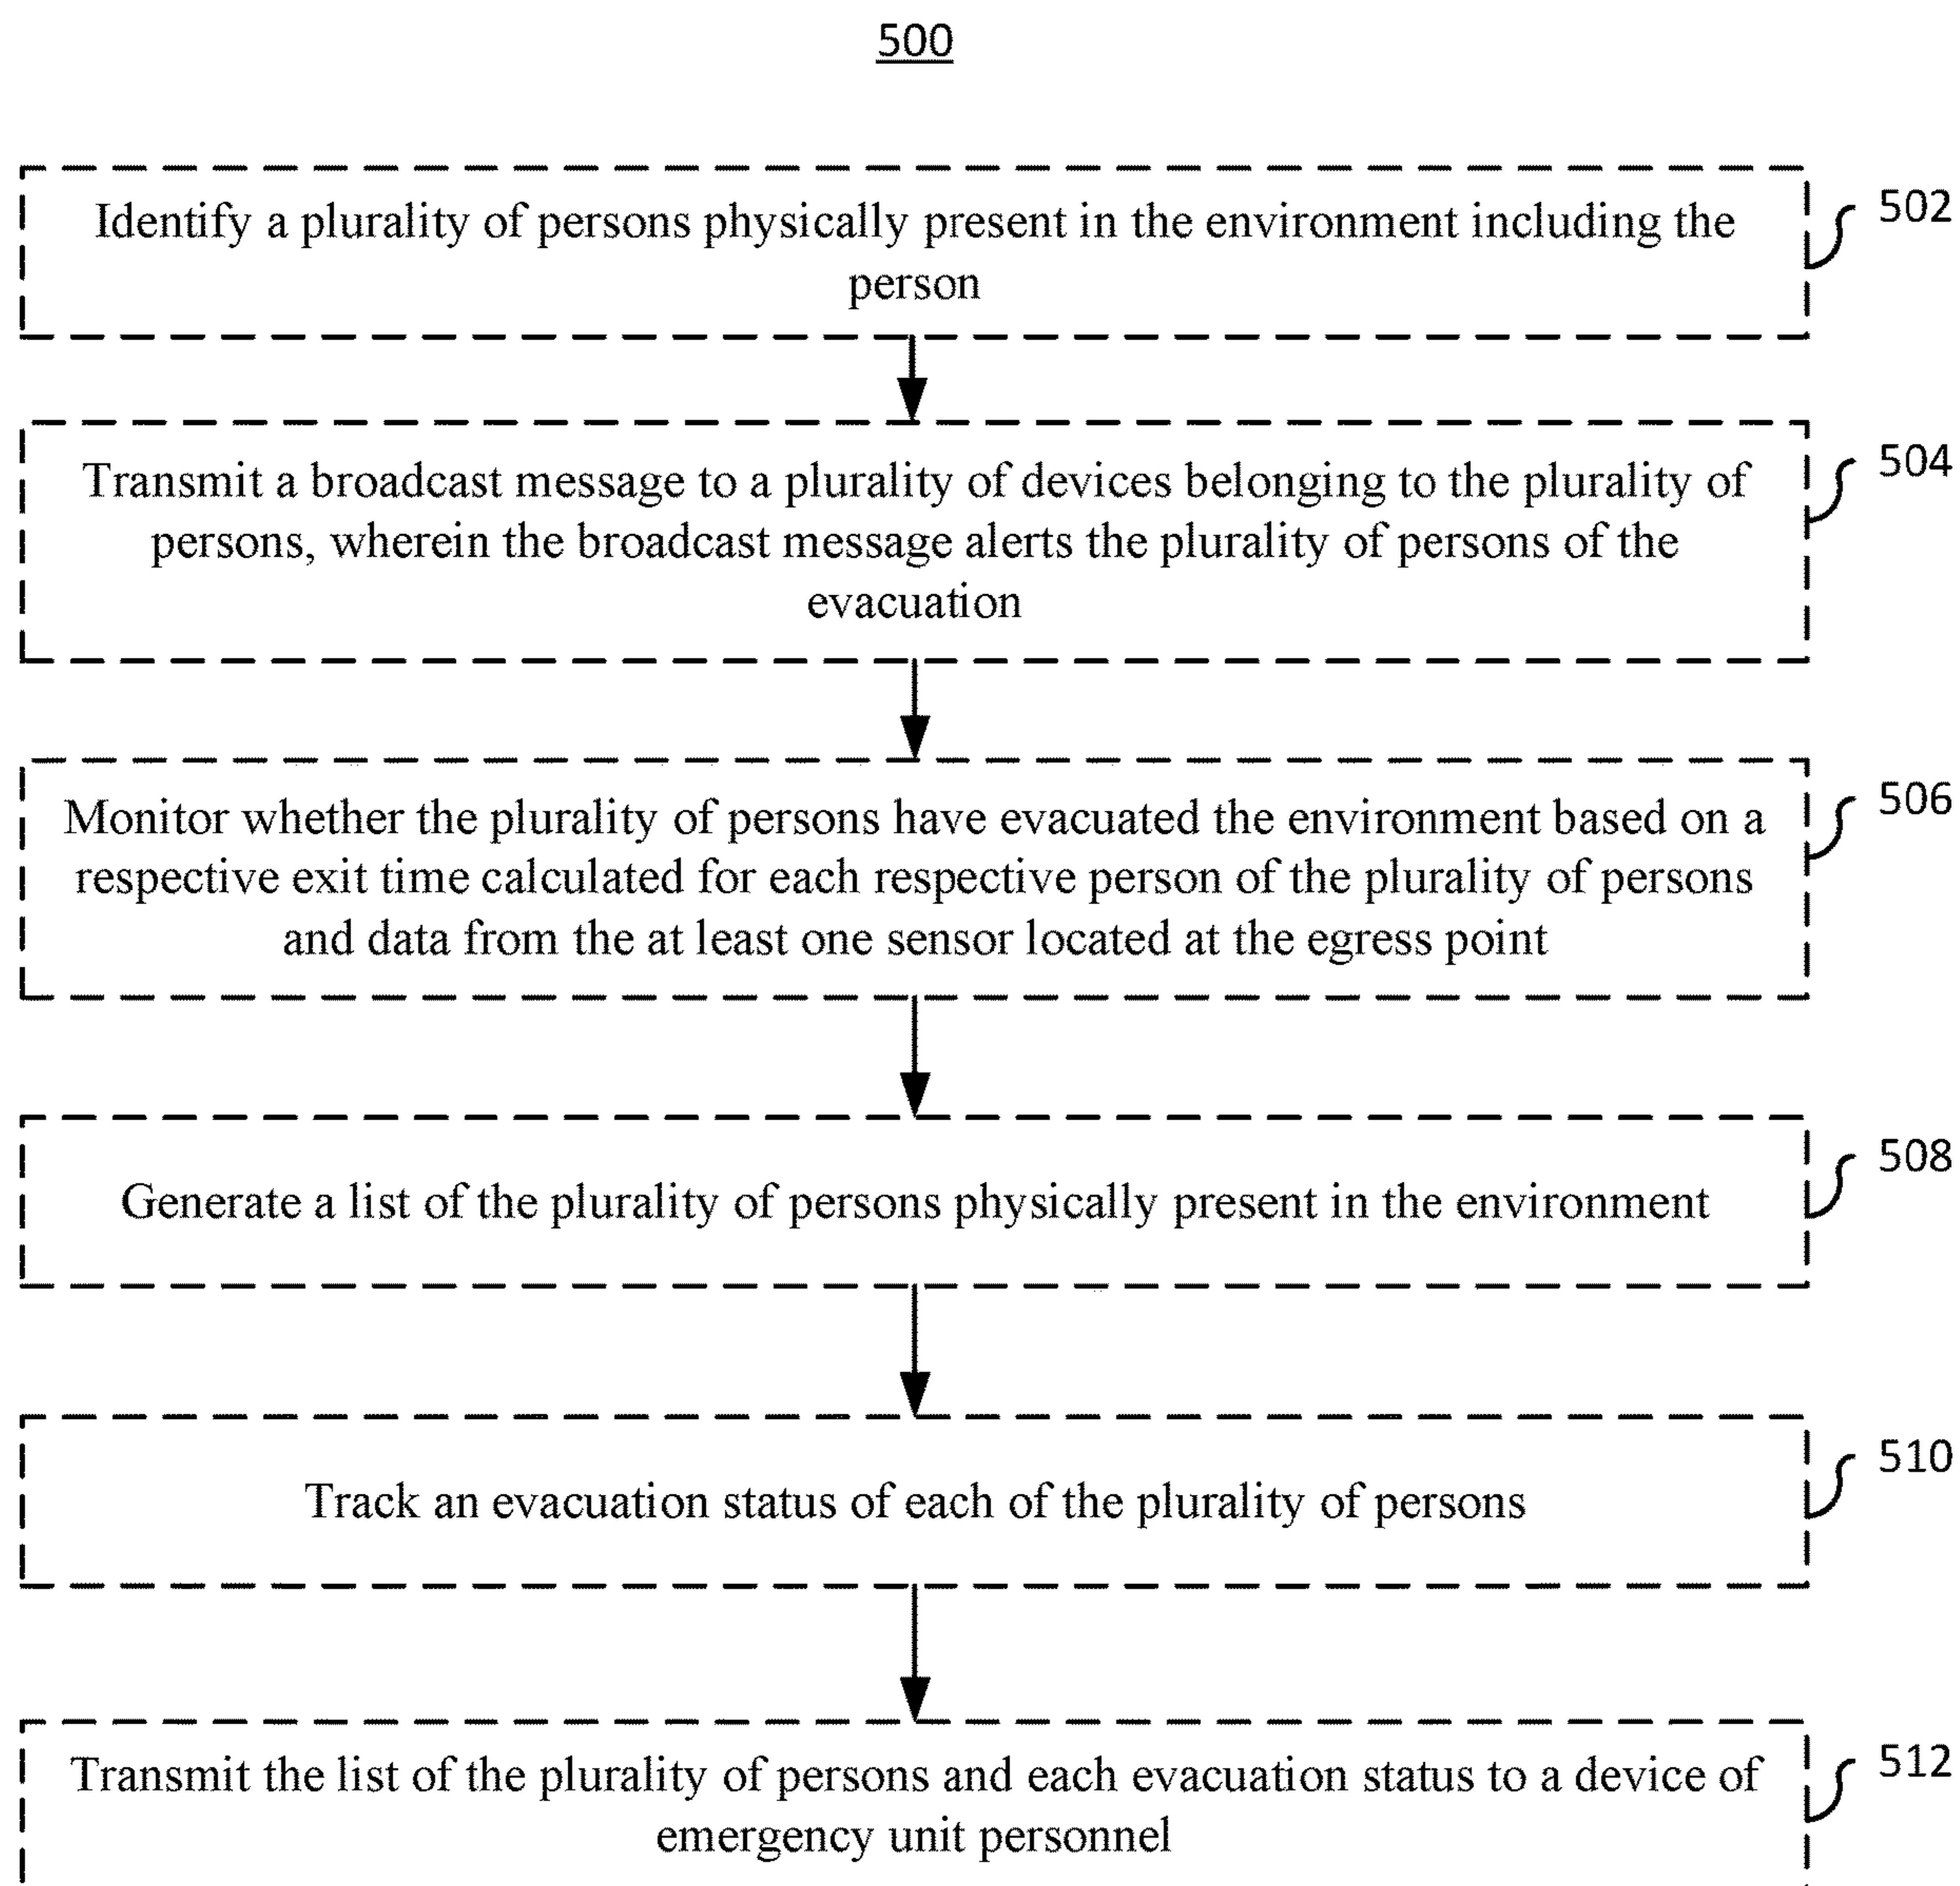 500
Identify a plurality of persons physically present in the environment including the
person
502
Transmit a broadcast message to a plurality of devices belonging to the plurality of
persons, wherein the broadcast message alerts the plurality of persons of the
evacuation
504
Monitor whether the plurality of persons have evacuated the environment based on a
respective exit time calculated for each respective person of the plurality of persons
and data from the at least one sensor located at the egress point
506
Generate a list of the plurality of persons physically present in the environment
508
Track an evacuation status of each of the plurality of persons
510
Transmit the list of the plurality of persons and each evacuation status to a device of
emergency unit personnel
512